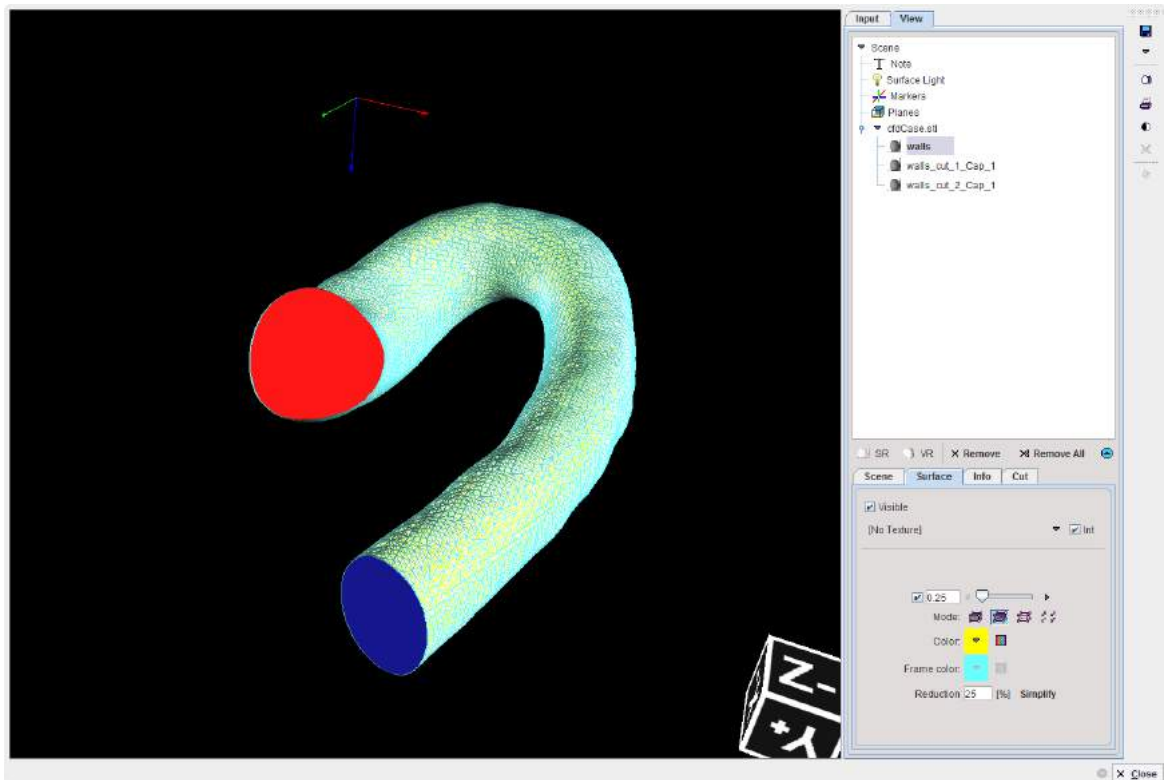 Input View
Scene
Note
Surface Light
Markers
Planes
cfdCase.stl
walls
walls_cut_1_Cap_1
walls_cut_2_Cap_1
SR VR Remove Remove All
Scene Surface Info Cut
Visible
[No Texture] Int
0.25
Mode:
Color:
Frame color:
Reduction 25 [%] Simplify
Z-
Y+
Close